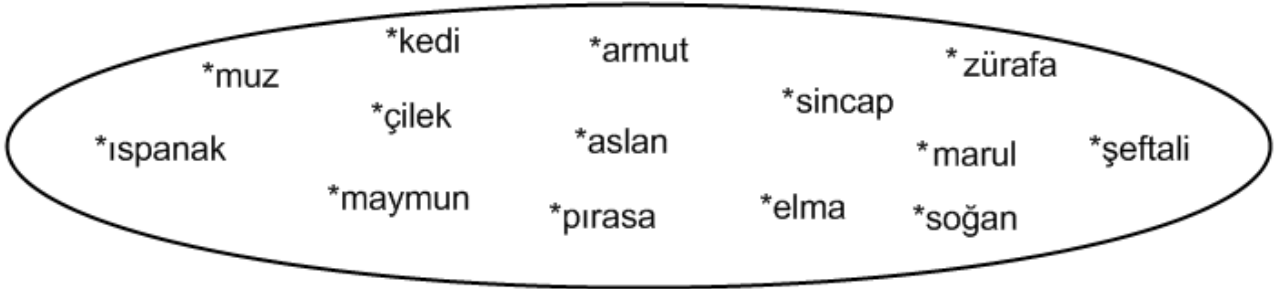 *kedi
*armut
*zürafa
*muz
*sincap
*çilek
*aslan
*ıspanak
*marul
*şeftali
*maymun
*pırasa
*elma
*soğan